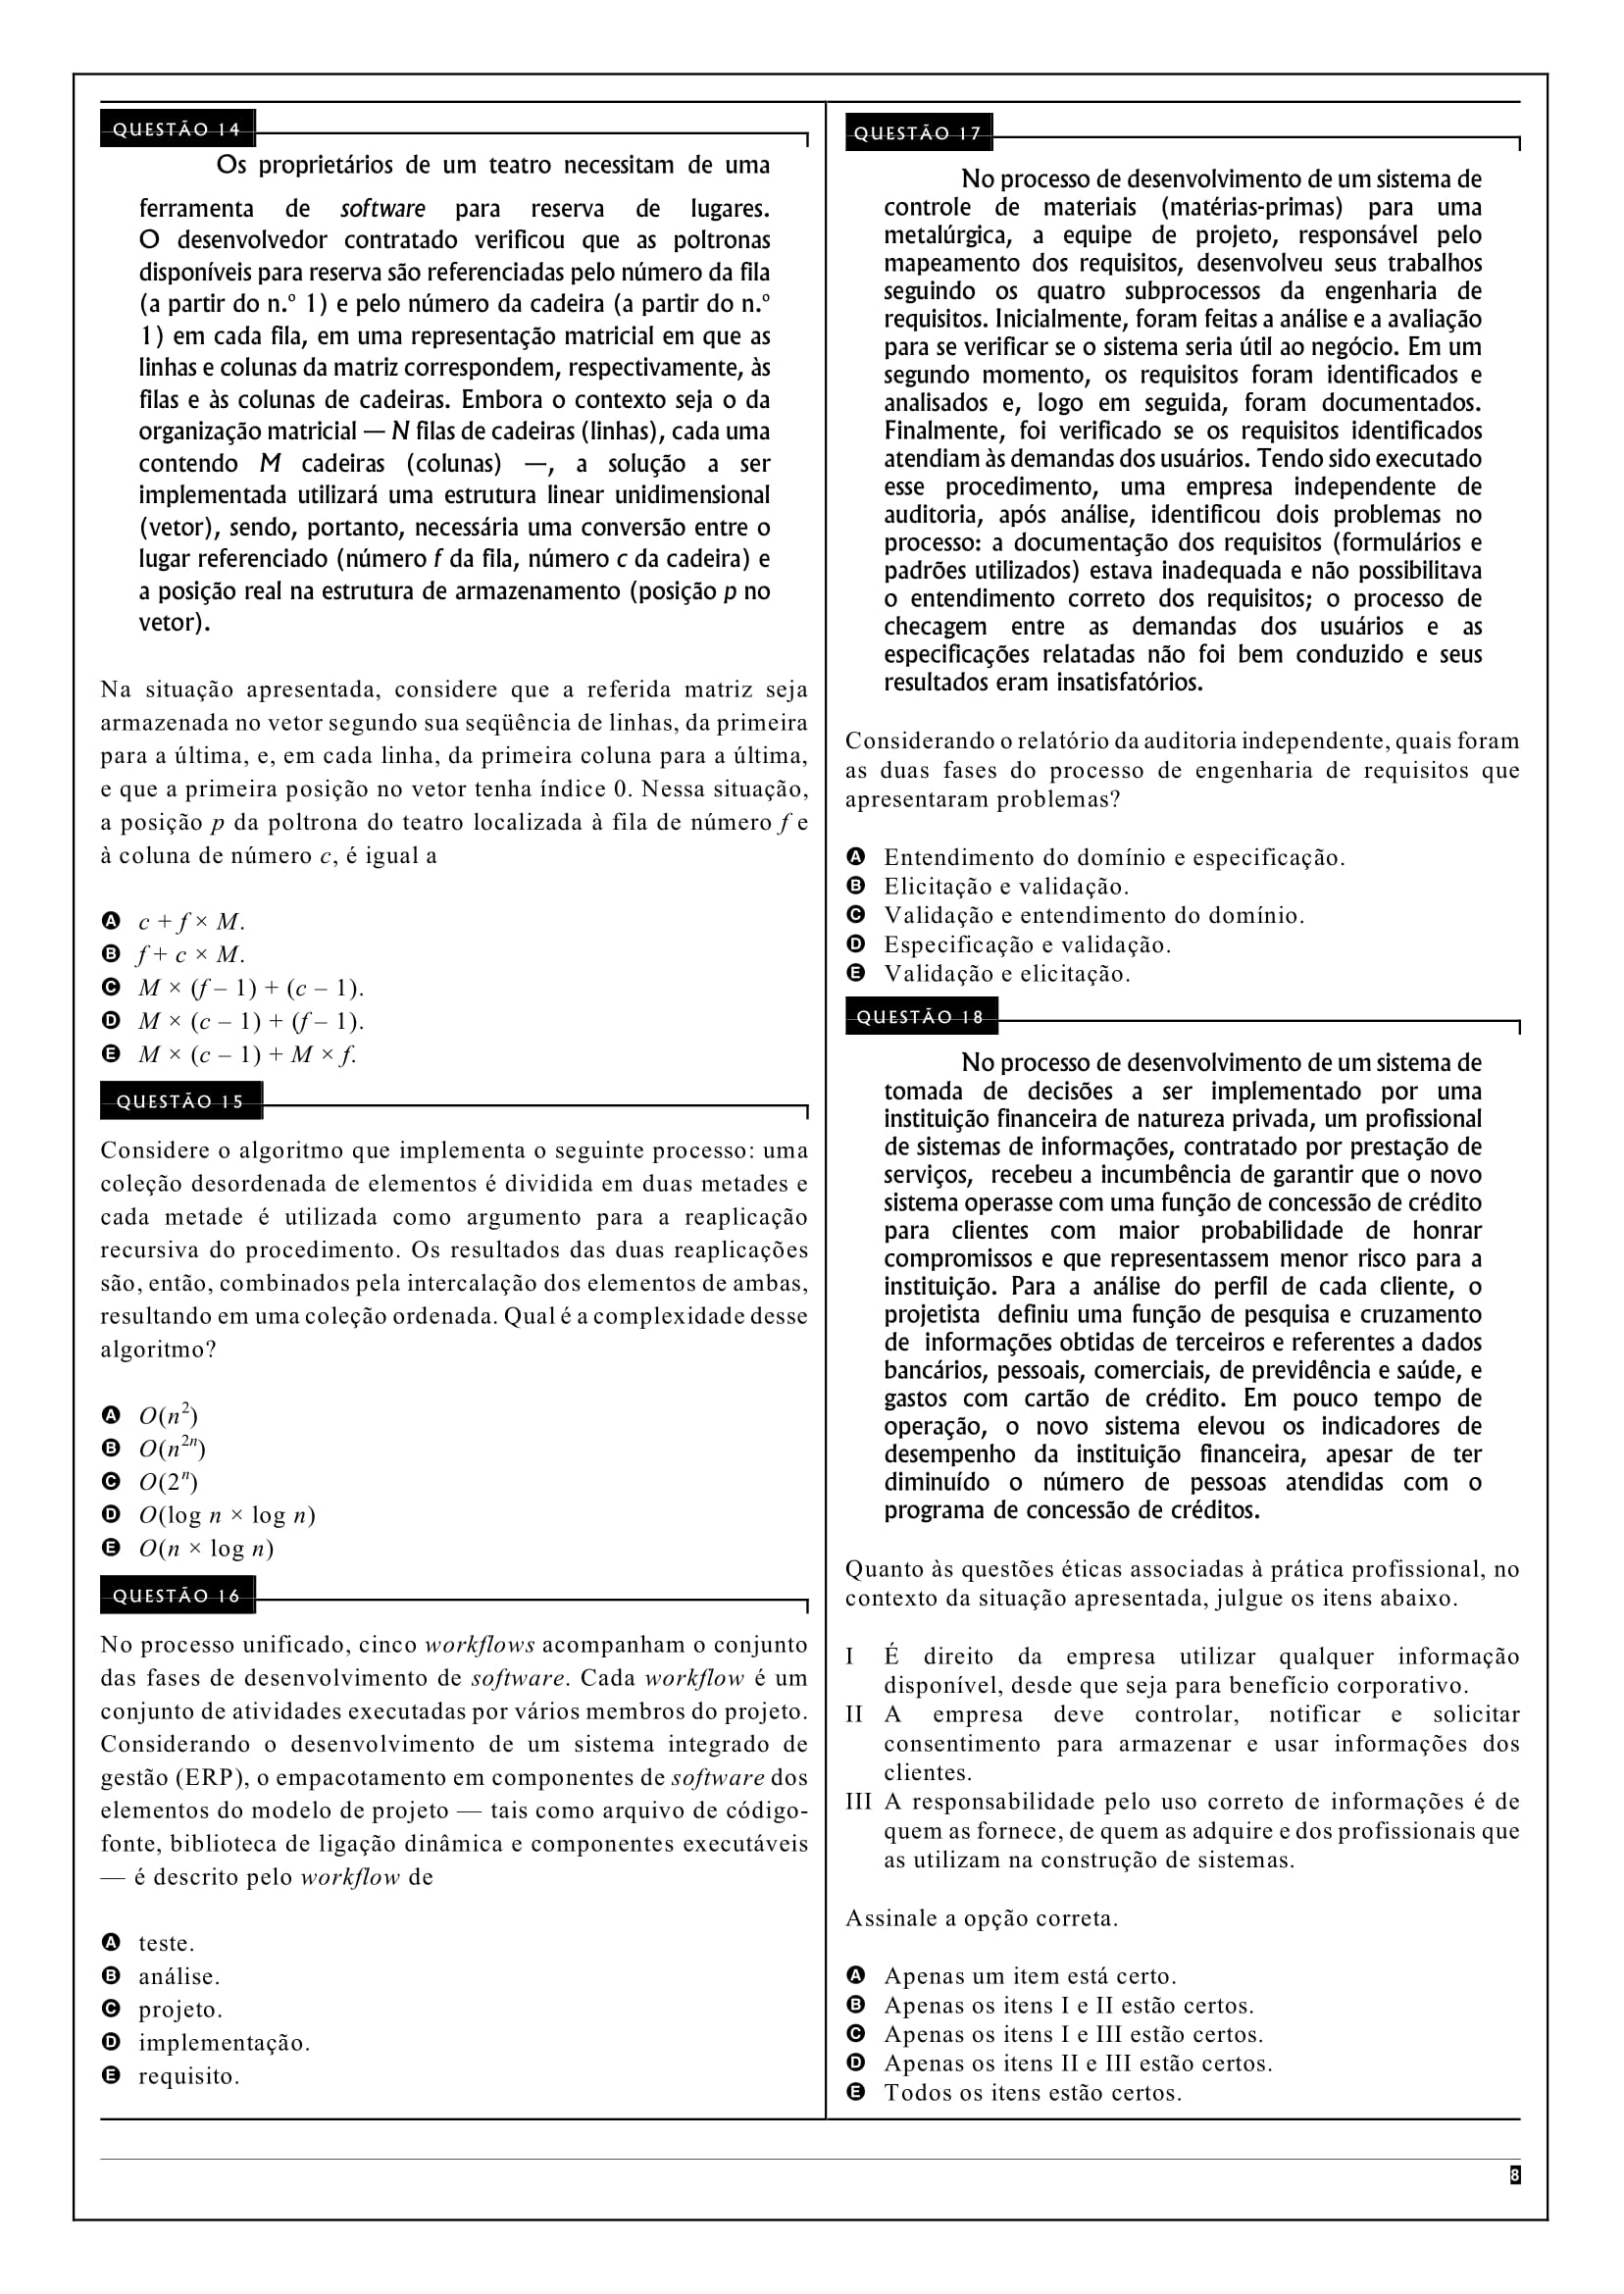 QUESTÃO 14
Os proprietários de um teatro necessitam de uma
ferramenta de software para reserva de lugares.
O desenvolvedor contratado verificou que as poltronas
disponíveis para reserva são referenciadas pelo número da fila
(a partir do n.º 1) e pelo número da cadeira (a partir do n.º
1) em cada fila, em uma representação matricial em que as
linhas e colunas da matriz correspondem, respectivamente, às
filas e às colunas de cadeiras. Embora o contexto seja o da
organização matricial — N filas de cadeiras (linhas), cada uma
contendo M cadeiras (colunas) —, a solução a ser
implementada utilizará uma estrutura linear unidimensional
(vetor), sendo, portanto, necessária uma conversão entre o
lugar referenciado (número f da fila, número c da cadeira) e
a posição real na estrutura de armazenamento (posição p no
vetor).
Na situação apresentada, considere que a referida matriz seja
armazenada no vetor segundo sua seqüência de linhas, da primeira
para a última, e, em cada linha, da primeira coluna para a última,
e que a primeira posição no vetor tenha índice 0. Nessa situação,
a posição p da poltrona do teatro localizada à fila de número f e
à coluna de número c, é igual a
A c + f × M.
B f + c × M.
C M × (f – 1) + (c – 1).
D M × (c – 1) + (f – 1).
E M × (c – 1) + M × f.
QUESTÃO 15
Considere o algoritmo que implementa o seguinte processo: uma
coleção desordenada de elementos é dividida em duas metades e
cada metade é utilizada como argumento para a reaplicação
recursiva do procedimento. Os resultados das duas reaplicações
são, então, combinados pela intercalação dos elementos de ambas,
resultando em uma coleção ordenada. Qual é a complexidade desse
algoritmo?
A O(n²)
B O(n²ⁿ)
C O(2ⁿ)
D O(log n × log n)
E O(n × log n)
QUESTÃO 16
No processo unificado, cinco workflows acompanham o conjunto
das fases de desenvolvimento de software. Cada workflow é um
conjunto de atividades executadas por vários membros do projeto.
Considerando o desenvolvimento de um sistema integrado de
gestão (ERP), o empacotamento em componentes de software dos
elementos do modelo de projeto — tais como arquivo de código-
fonte, biblioteca de ligação dinâmica e componentes executáveis
— é descrito pelo workflow de
A teste.
B análise.
C projeto.
D implementação.
E requisito.
QUESTÃO 17
No processo de desenvolvimento de um sistema de
controle de materiais (matérias-primas) para uma
metalúrgica, a equipe de projeto, responsável pelo
mapeamento dos requisitos, desenvolveu seus trabalhos
seguindo os quatro subprocessos da engenharia de
requisitos. Inicialmente, foram feitas a análise e a avaliação
para se verificar se o sistema seria útil ao negócio. Em um
segundo momento, os requisitos foram identificados e
analisados e, logo em seguida, foram documentados.
Finalmente, foi verificado se os requisitos identificados
atendiam às demandas dos usuários. Tendo sido executado
esse procedimento, uma empresa independente de
auditoria, após análise, identificou dois problemas no
processo: a documentação dos requisitos (formulários e
padrões utilizados) estava inadequada e não possibilitava
o entendimento correto dos requisitos; o processo de
checagem entre as demandas dos usuários e as
especificações relatadas não foi bem conduzido e seus
resultados eram insatisfatórios.
Considerando o relatório da auditoria independente, quais foram
as duas fases do processo de engenharia de requisitos que
apresentaram problemas?
A Entendimento do domínio e especificação.
B Elicitação e validação.
C Validação e entendimento do domínio.
D Especificação e validação.
E Validação e elicitação.
QUESTÃO 18
No processo de desenvolvimento de um sistema de
tomada de decisões a ser implementado por uma
instituição financeira de natureza privada, um profissional
de sistemas de informações, contratado por prestação de
serviços, recebeu a incumbência de garantir que o novo
sistema operasse com uma função de concessão de crédito
para clientes com maior probabilidade de honrar
compromissos e que representassem menor risco para a
instituição. Para a análise do perfil de cada cliente, o
projetista definiu uma função de pesquisa e cruzamento
de informações obtidas de terceiros e referentes a dados
bancários, pessoais, comerciais, de previdência e saúde, e
gastos com cartão de crédito. Em pouco tempo de
operação, o novo sistema elevou os indicadores de
desempenho da instituição financeira, apesar de ter
diminuído o número de pessoas atendidas com o
programa de concessão de créditos.
Quanto às questões éticas associadas à prática profissional, no
contexto da situação apresentada, julgue os itens abaixo.
I É direito da empresa utilizar qualquer informação
disponível, desde que seja para benefício corporativo.
II A empresa deve controlar, notificar e solicitar
consentimento para armazenar e usar informações dos
clientes.
III A responsabilidade pelo uso correto de informações é de
quem as fornece, de quem as adquire e dos profissionais que
as utilizam na construção de sistemas.
Assinale a opção correta.
A Apenas um item está certo.
B Apenas os itens I e II estão certos.
C Apenas os itens I e III estão certos.
D Apenas os itens II e III estão certos.
E Todos os itens estão certos.
8